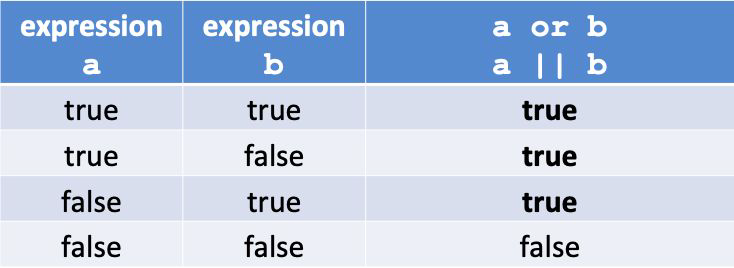 expression expression a or b
a b a || b
true true true
true false true
false true true
false false false